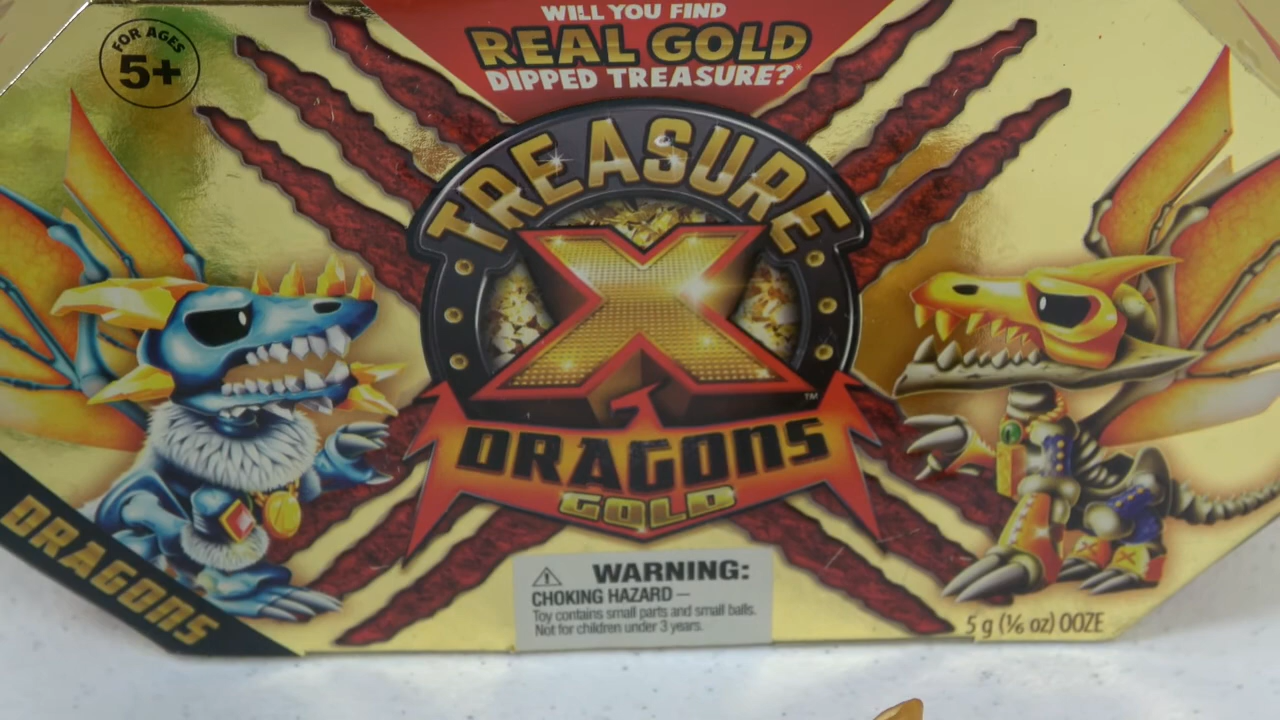 FOR AGES
5+
WILL YOU FIND
REAL GOLD
DIPPED TREASURE?*
TREASURE
X
TM
DRAGONS
GOLD
DRAGONS
WARNING:
CHOKING HAZARD —
Toy contains small parts and small balls.
Not for children under 3 years.
5 g (1/6 oz) OOZE